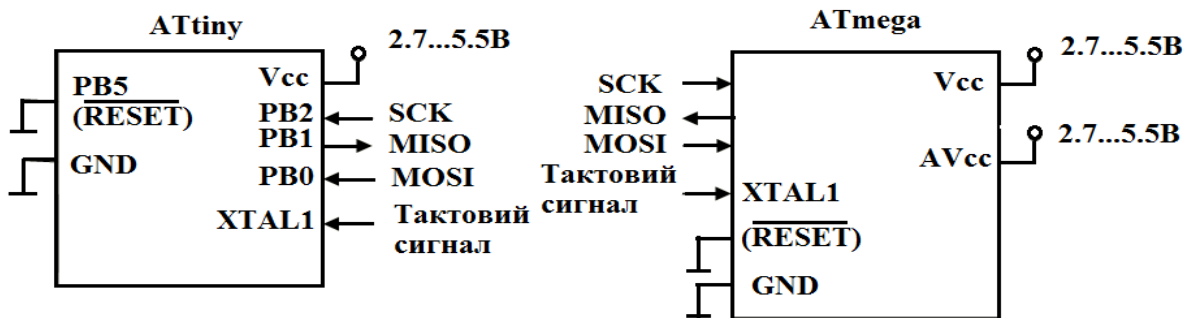 ATtiny
2.7...5.5В
Vcc
PB5
(RESET)
PB2
SCK
PB1
MISO
GND
PB0
MOSI
XTAL1
Тактовий
сигнал
ATmega
2.7...5.5В
SCK
Vcc
MISO
MOSI
2.7...5.5В
AVcc
Тактовий
сигнал
XTAL1
(RESET)
GND